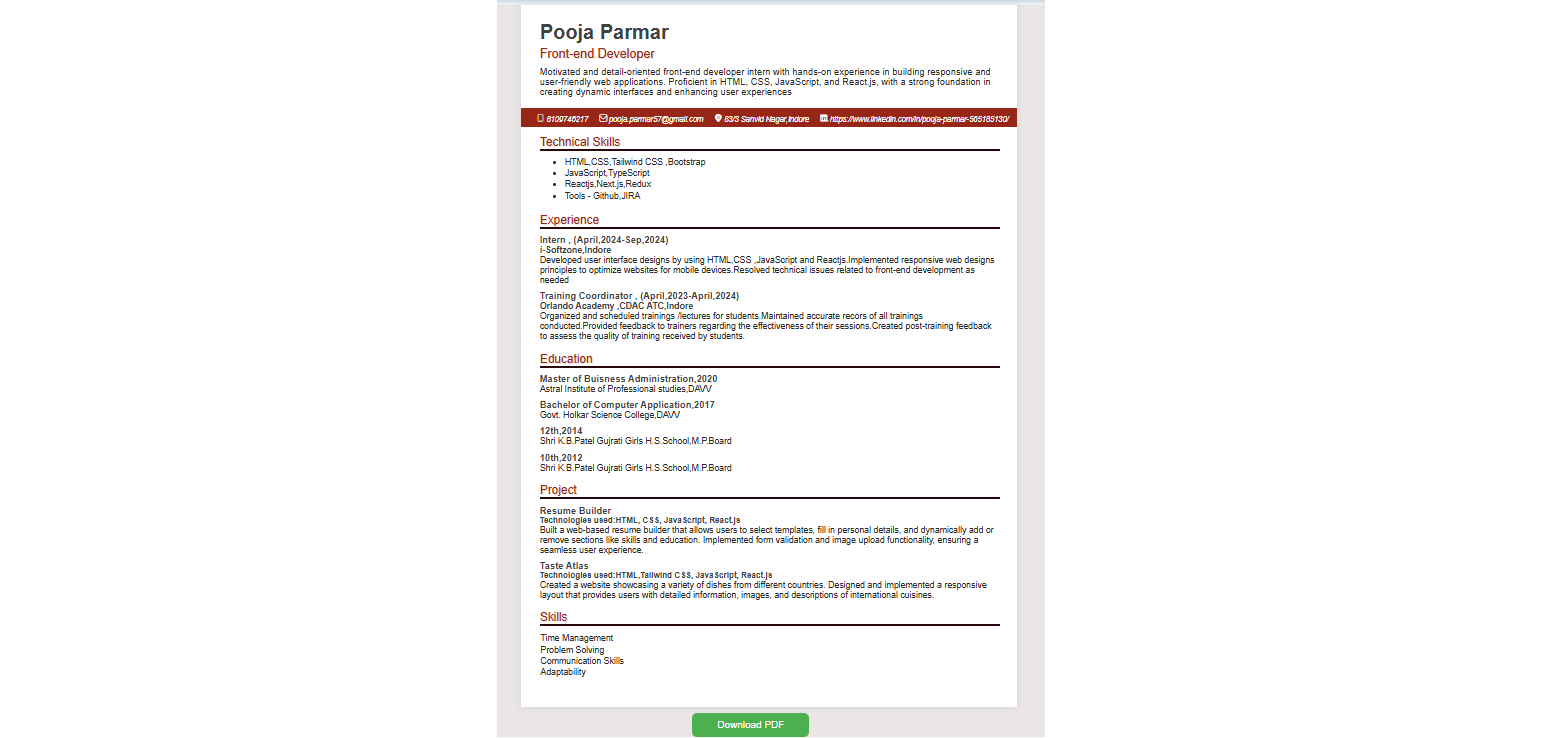 Pooja Parmar
Front-end Developer
Motivated and detail-oriented front-end developer intern with hands-on experience in building responsive and
user-friendly web applications. Proficient in HTML, CSS, JavaScript, and React.js, with a strong foundation in
creating dynamic interfaces and enhancing user experiences
8109746217 pooja.parmar57@gmail.com 83/3 Sanvid Nagar,Indore https://www.linkedin.com/in/pooja-parmar-565185130/
Technical Skills
• HTML,CSS,Tailwind CSS ,Bootstrap
• JavaScript,TypeScript
• Reactjs,Next.js,Redux
• Tools - Github,JIRA
Experience
Intern , (April,2024-Sep,2024)
i-Softzone,Indore
Developed user interface designs by using HTML,CSS ,JavaScript and Reactjs.Implemented responsive web designs
principles to optimize websites for mobile devices.Resolved technical issues related to front-end development as
needed
Training Coordinator , (April,2023-April,2024)
Orlando Academy ,CDAC ATC,Indore
Organized and scheduled trainings /lectures for students.Maintained accurate recors of all trainings
conducted.Provided feedback to trainers regarding the effectiveness of their sessions.Created post-training feedback
to assess the quality of training received by students.
Education
Master of Buisness Administration,2020
Astral Institute of Professional studies,DAVV
Bachelor of Computer Application,2017
Govt. Holkar Science College,DAVV
12th,2014
Shri K.B.Patel Gujrati Girls H.S.School,M.P.Board
10th,2012
Shri K.B.Patel Gujrati Girls H.S.School,M.P.Board
Project
Resume Builder
Technologies used:HTML, CSS, JavaScript, React.js
Built a web-based resume builder that allows users to select templates, fill in personal details, and dynamically add or
remove sections like skills and education. Implemented form validation and image upload functionality, ensuring a
seamless user experience.
Taste Atlas
Technologies used:HTML,Tailwind CSS, JavaScript, React.js
Created a website showcasing a variety of dishes from different countries. Designed and implemented a responsive
layout that provides users with detailed information, images, and descriptions of international cuisines.
Skills
Time Management
Problem Solving
Communication Skills
Adaptability
Download PDF